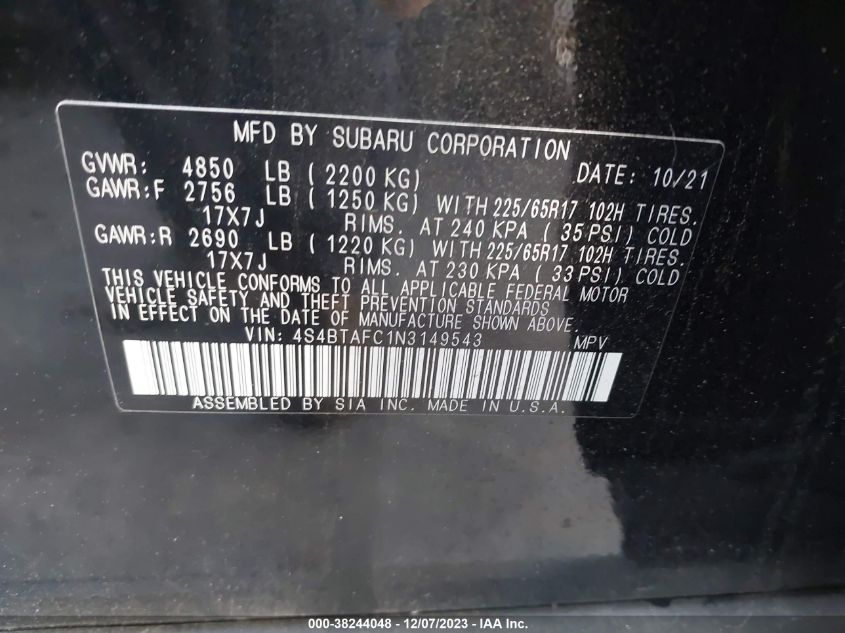 MFD BY SUBARU CORPORATION
GVWR: 4850 LB ( 2200 KG) DATE: 10/21
GAWR:F 2756 LB ( 1250 KG) WITH 225/65R17 102H TIRES.
17X7J RIMS. AT 240 KPA ( 35 PSI) COLD
GAWR:R 2690 LB ( 1220 KG) WITH 225/65R17 102H TIRES.
17X7J RIMS. AT 230 KPA ( 33 PSI) COLD
THIS VEHICLE CONFORMS TO ALL APPLICABLE FEDERAL MOTOR
VEHICLE SAFETY AND THEFT PREVENTION STANDARDS
IN EFFECT ON THE DATE OF MANUFACTURE SHOWN ABOVE.
VIN: 4S4BTAFC1N3149543 MPV
ASSEMBLED BY SIA INC. MADE IN U.S.A.
000-38244048 - 12/07/2023 - IAA Inc.